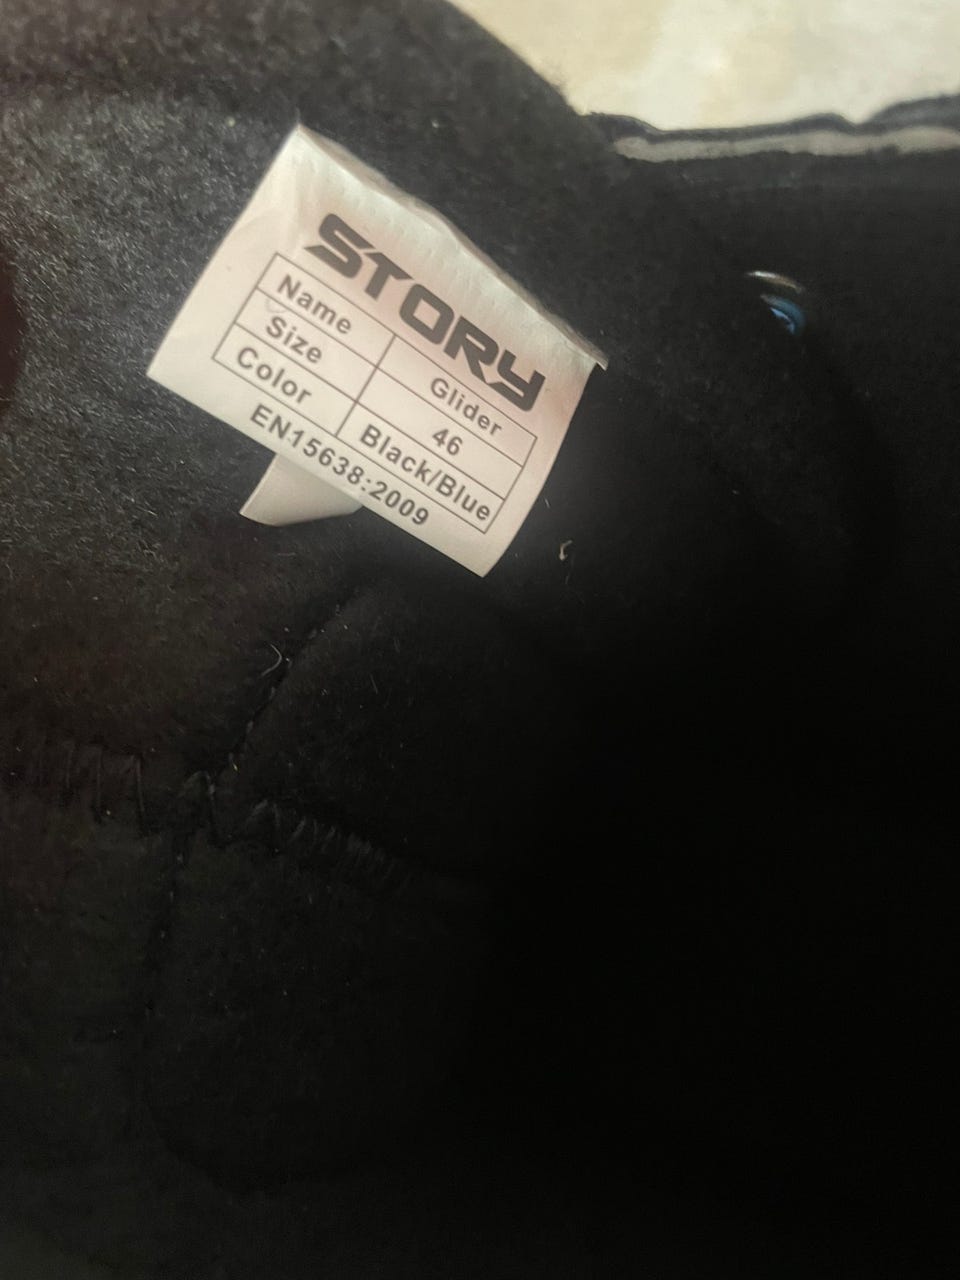 STORY
Name Glider
Size 46
Color Black/Blue
EN15638:2009